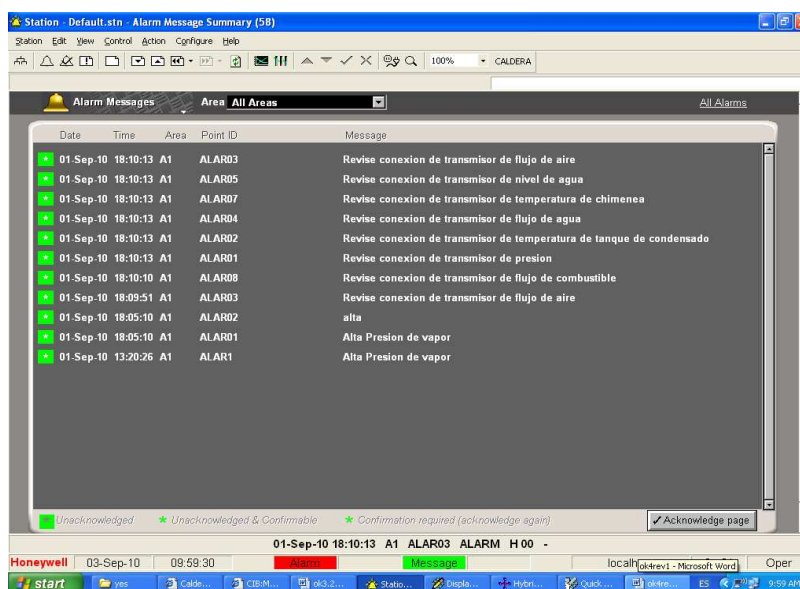 Station - Default.stn - Alarm Message Summary (58)
Station Edit View Control Action Configure Help
100% CALDERA
Alarm Messages Area All Areas All Alarms
Date Time Area Point ID Message
01-Sep-10 18:10:13 A1 ALAR03 Revise conexion de transmisor de flujo de aire
01-Sep-10 18:10:13 A1 ALAR05 Revise conexion de transmisor de nivel de agua
01-Sep-10 18:10:13 A1 ALAR07 Revise conexion de transmisor de temperatura de chimenea
01-Sep-10 18:10:13 A1 ALAR04 Revise conexion de transmisor de flujo de agua
01-Sep-10 18:10:13 A1 ALAR02 Revise conexion de transmisor de temperatura de tanque de condensado
01-Sep-10 18:10:13 A1 ALAR01 Revise conexion de transmisor de presion
01-Sep-10 18:10:10 A1 ALAR08 Revise conexion de transmisor de flujo de combustible
01-Sep-10 18:09:51 A1 ALAR03 Revise conexion de transmisor de flujo de aire
01-Sep-10 18:05:10 A1 ALAR02 alta
01-Sep-10 18:05:10 A1 ALAR01 Alta Presion de vapor
01-Sep-10 13:20:26 A1 ALAR1 Alta Presion de vapor
Unacknowledged Unacknowledged & Confirmable Confirmation required (acknowledge again) Acknowledge page
01-Sep-10 18:10:13 A1 ALAR03 ALARM H 00 -
Honeywell 03-Sep-10 09:59:30 Alarm Message localh Oper
ok4rev1 - Microsoft Word
start yes Calde... CIB:M... ok3.2... Statio... Displa... Hybri... Quick ... ok4re... ES 9:59 AM